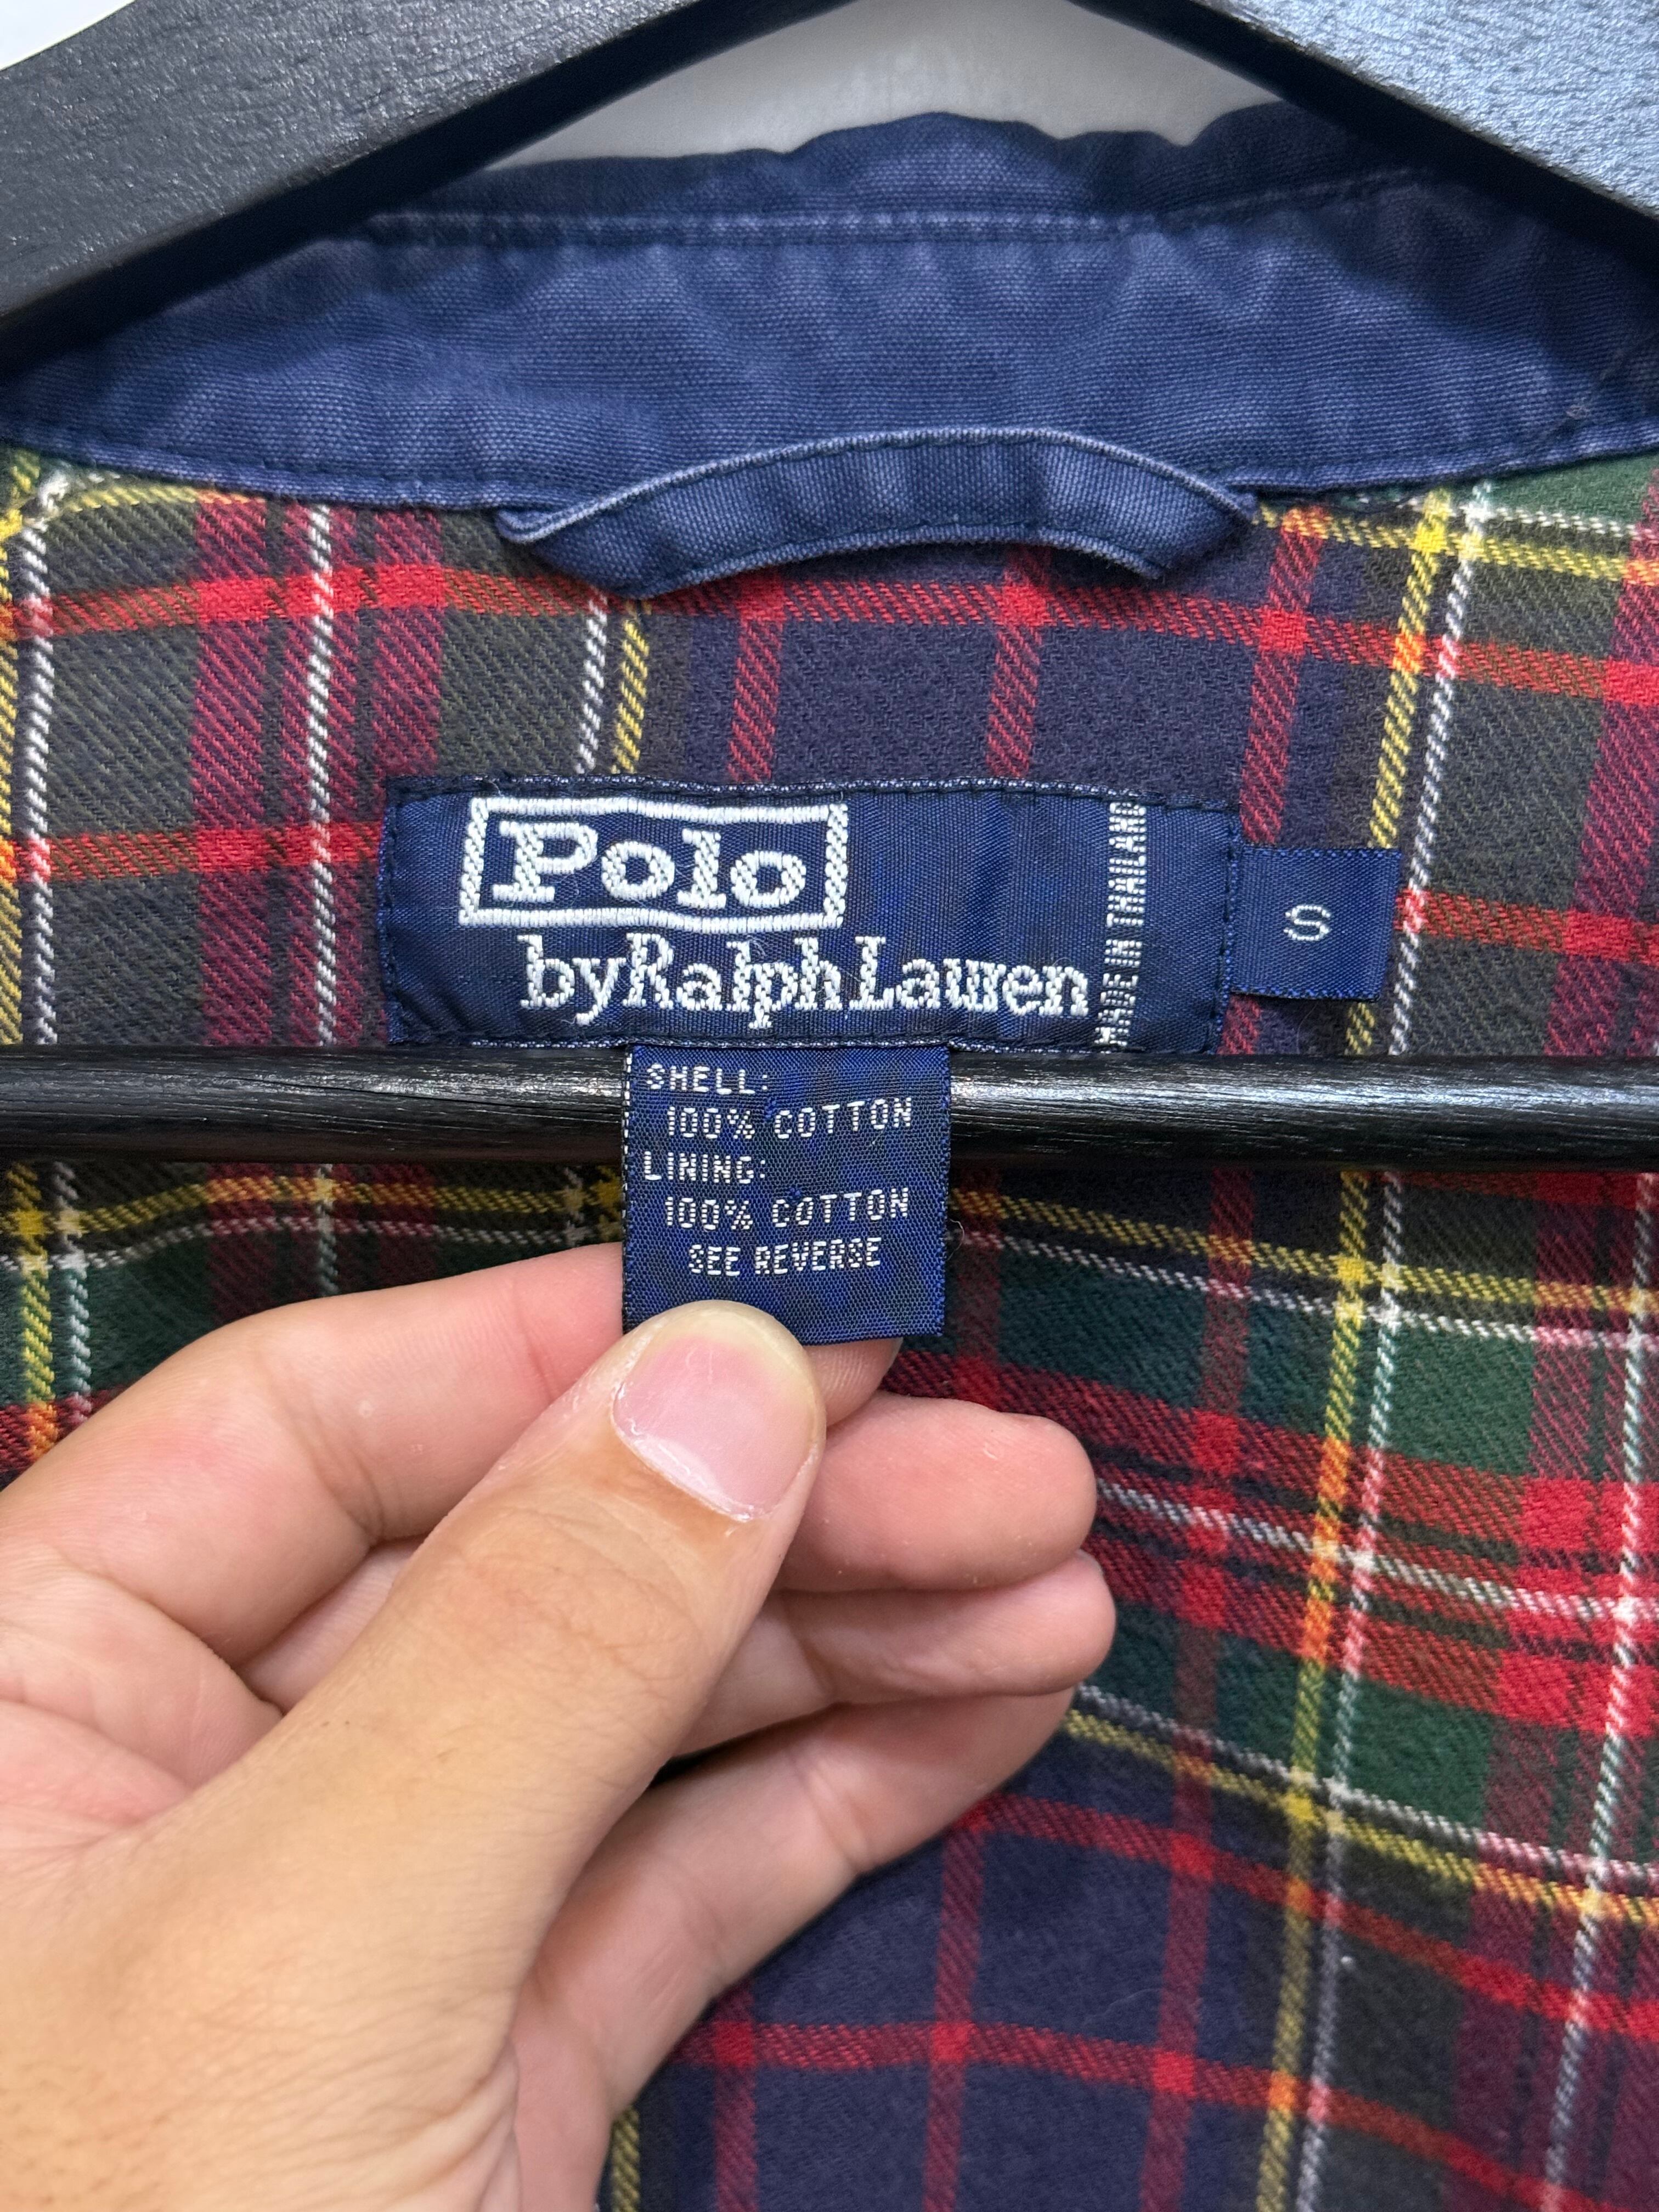 Polo
by Ralph Lauren
MADE IN THAILAND
S
SHELL:
100% COTTON
LINING:
100% COTTON
SEE REVERSE